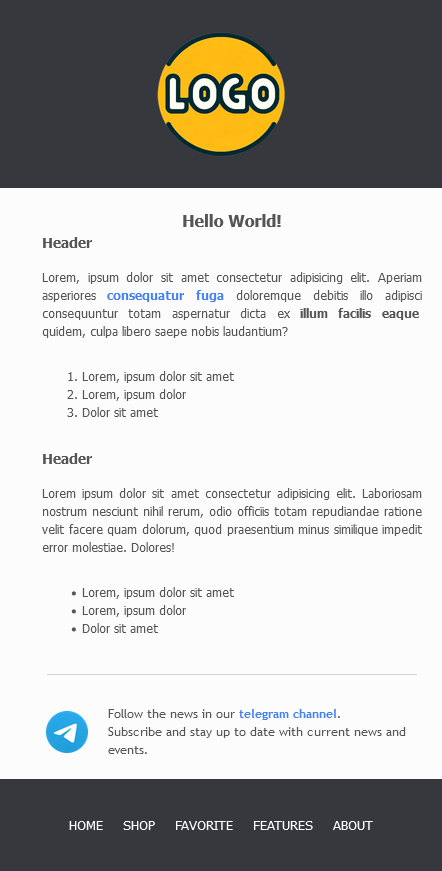 LOGO
Hello World!
Header
Lorem, ipsum dolor sit amet consectetur adipisicing elit. Aperiam
asperiores consequatur fuga doloremque debitis illo adipisci
consequuntur totam aspernatur dicta ex illum facilis eaque
quidem, culpa libero saepe nobis laudantium?
1. Lorem, ipsum dolor sit amet
2. Lorem, ipsum dolor
3. Dolor sit amet
Header
Lorem ipsum dolor sit amet consectetur adipisicing elit. Laboriosam
nostrum nesciunt nihil rerum, odio officiis totam repudiandae ratione
velit facere quam dolorum, quod praesentium minus similique impedit
error molestiae. Dolores!
• Lorem, ipsum dolor sit amet
• Lorem, ipsum dolor
• Dolor sit amet
Follow the news in our telegram channel.
Subscribe and stay up to date with current news and
events.
HOME SHOP FAVORITE FEATURES ABOUT